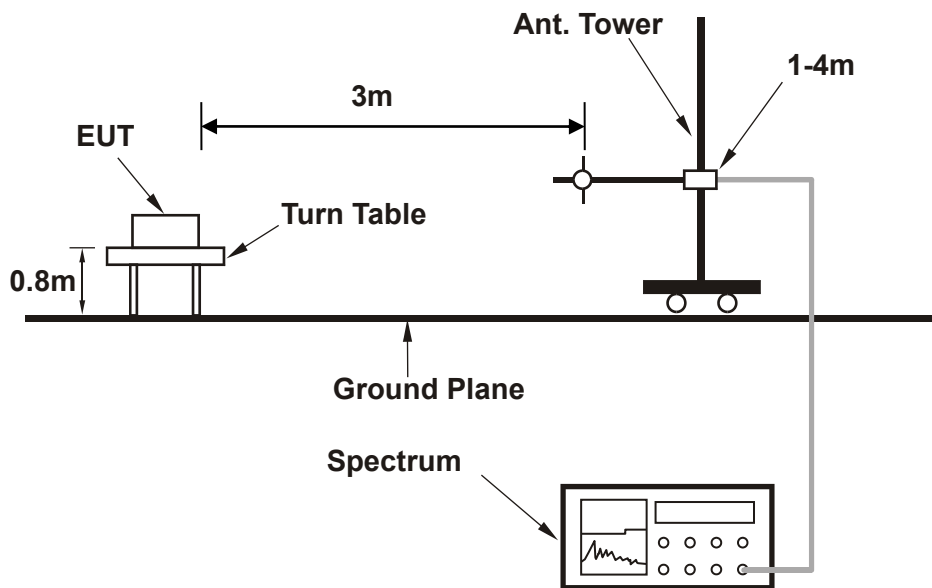 Ant. Tower
1-4m
3m
EUT
Turn Table
0.8m
Ground Plane
Spectrum